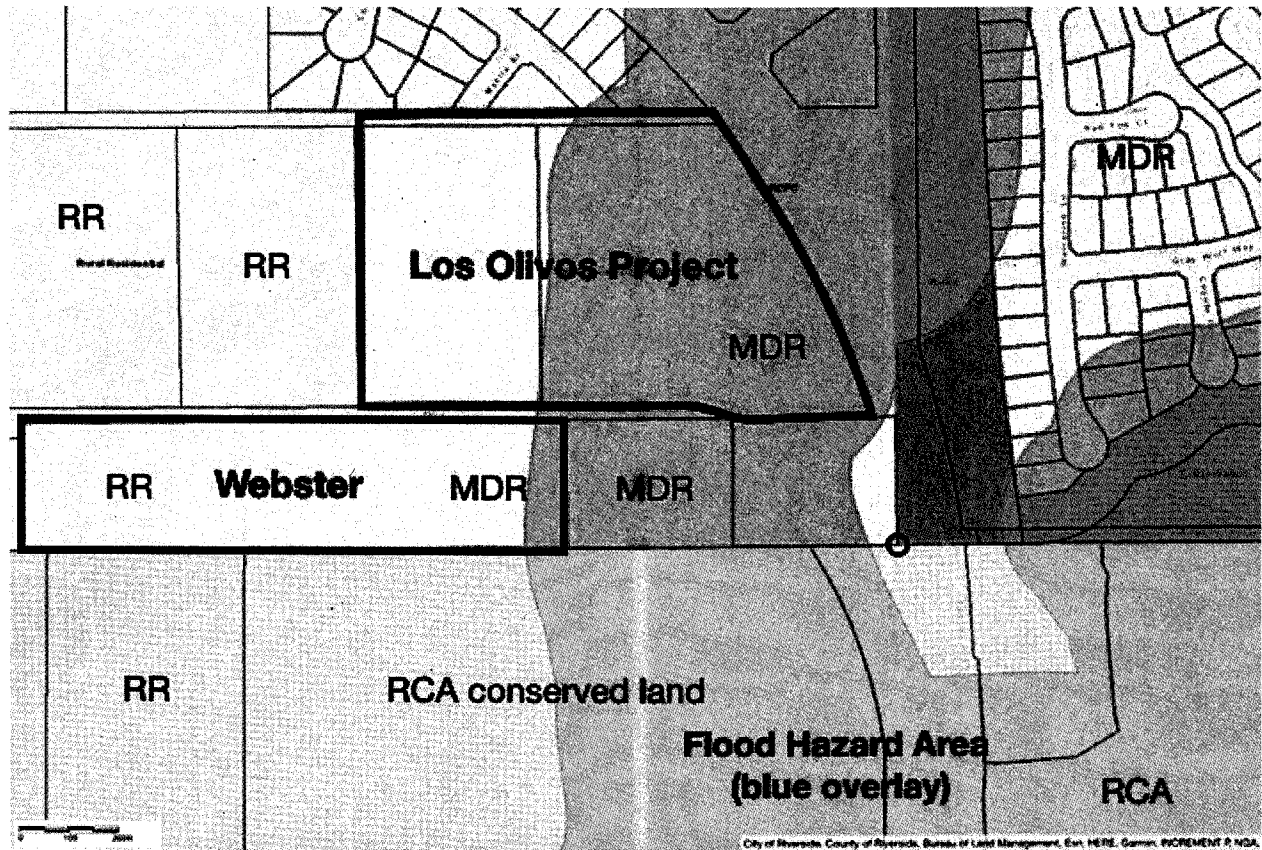 MDR
RR
Rural Residential
RR
Los Olivos Project
MDR
RR
Webster
MDR
MDR
RR
RCA conserved land
Flood Hazard Area
(blue overlay)
RCA
City of Riverside, County of Riverside, Bureau of Land Management, Esri, HERE, Garmin, INCREMENT P, NGA,